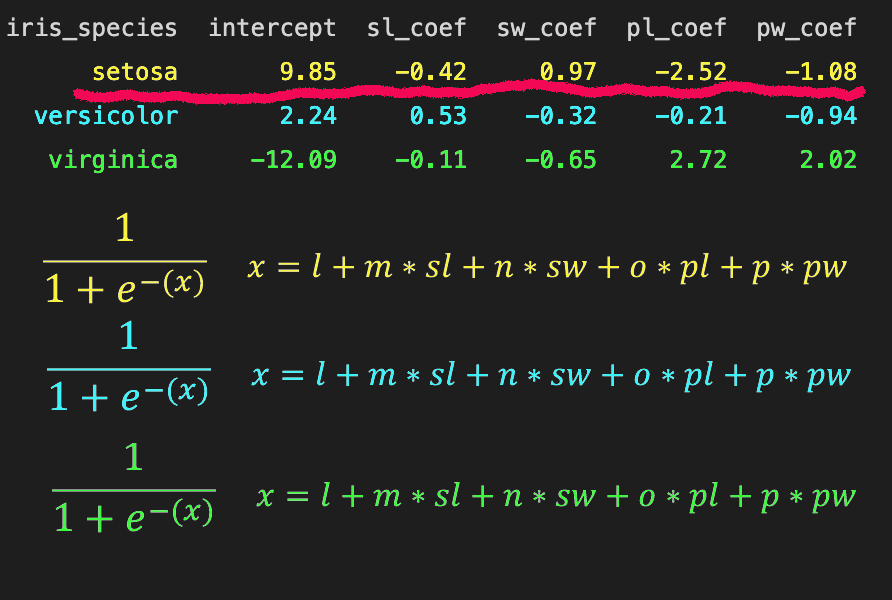 iris_species intercept sl_coef sw_coef pl_coef pw_coef
setosa 9.85 -0.42 0.97 -2.52 -1.08
versicolor 2.24 0.53 -0.32 -0.21 -0.94
virginica -12.09 -0.11 -0.65 2.72 2.02
1
1 + e^{-(x)} x = l + m * sl + n * sw + o * pl + p * pw
1
1 + e^{-(x)} x = l + m * sl + n * sw + o * pl + p * pw
1
1 + e^{-(x)} x = l + m * sl + n * sw + o * pl + p * pw